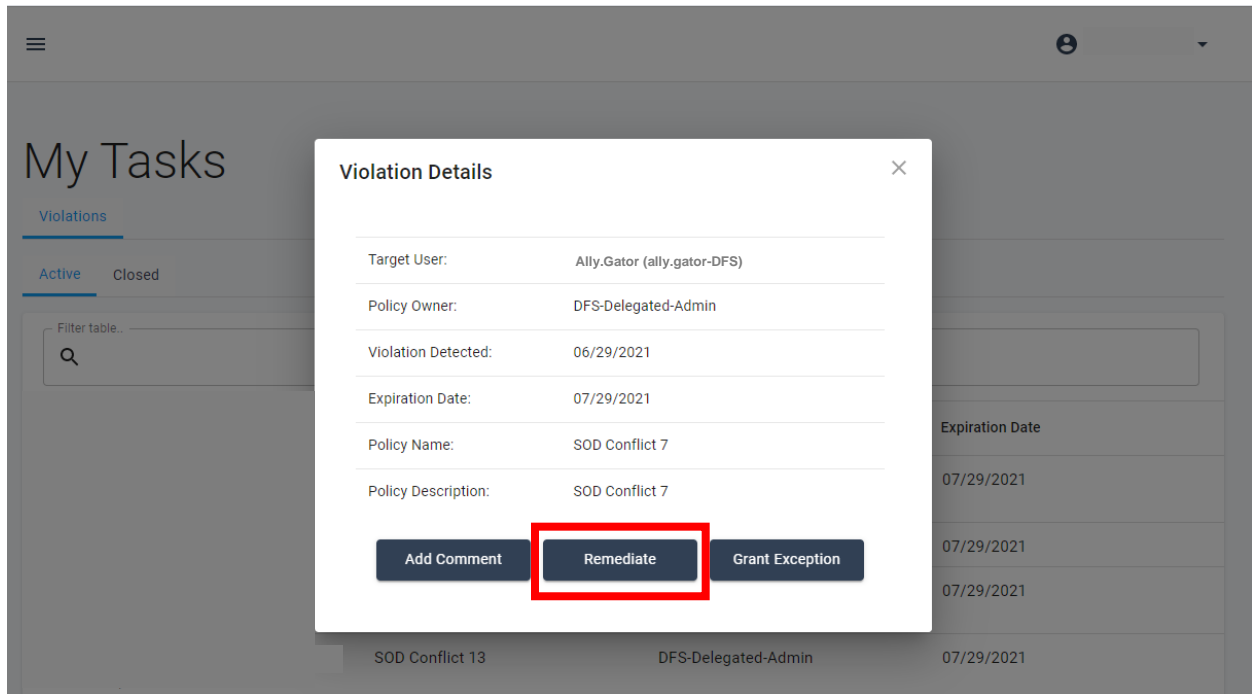 My Tasks
Violations
Active Closed
Filter table..
Expiration Date
07/29/2021
07/29/2021
07/29/2021
SOD Conflict 13 DFS-Delegated-Admin 07/29/2021
Violation Details
Target User: Ally.Gator (ally.gator-DFS)
Policy Owner: DFS-Delegated-Admin
Violation Detected: 06/29/2021
Expiration Date: 07/29/2021
Policy Name: SOD Conflict 7
Policy Description: SOD Conflict 7
Add Comment Remediate Grant Exception